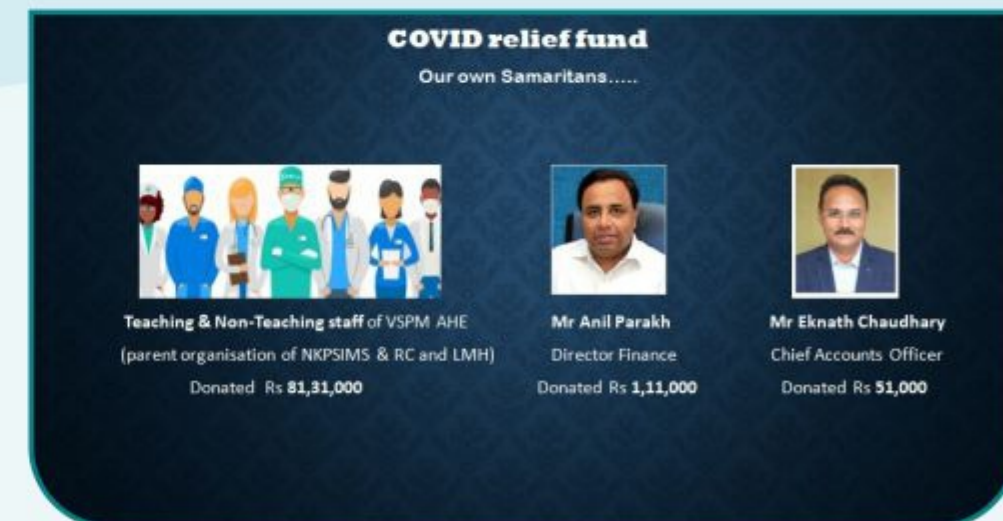 COVID relief fund
Our own Samaritans.....
Teaching & Non-Teaching staff of VSPM AHE
(parent organisation of NKPSIMS & RC and LMH)
Donated Rs 81,31,000
Mr Anil Parakh
Director Finance
Donated Rs 1,11,000
Mr Eknath Chaudhary
Chief Accounts Officer
Donated Rs 51,000